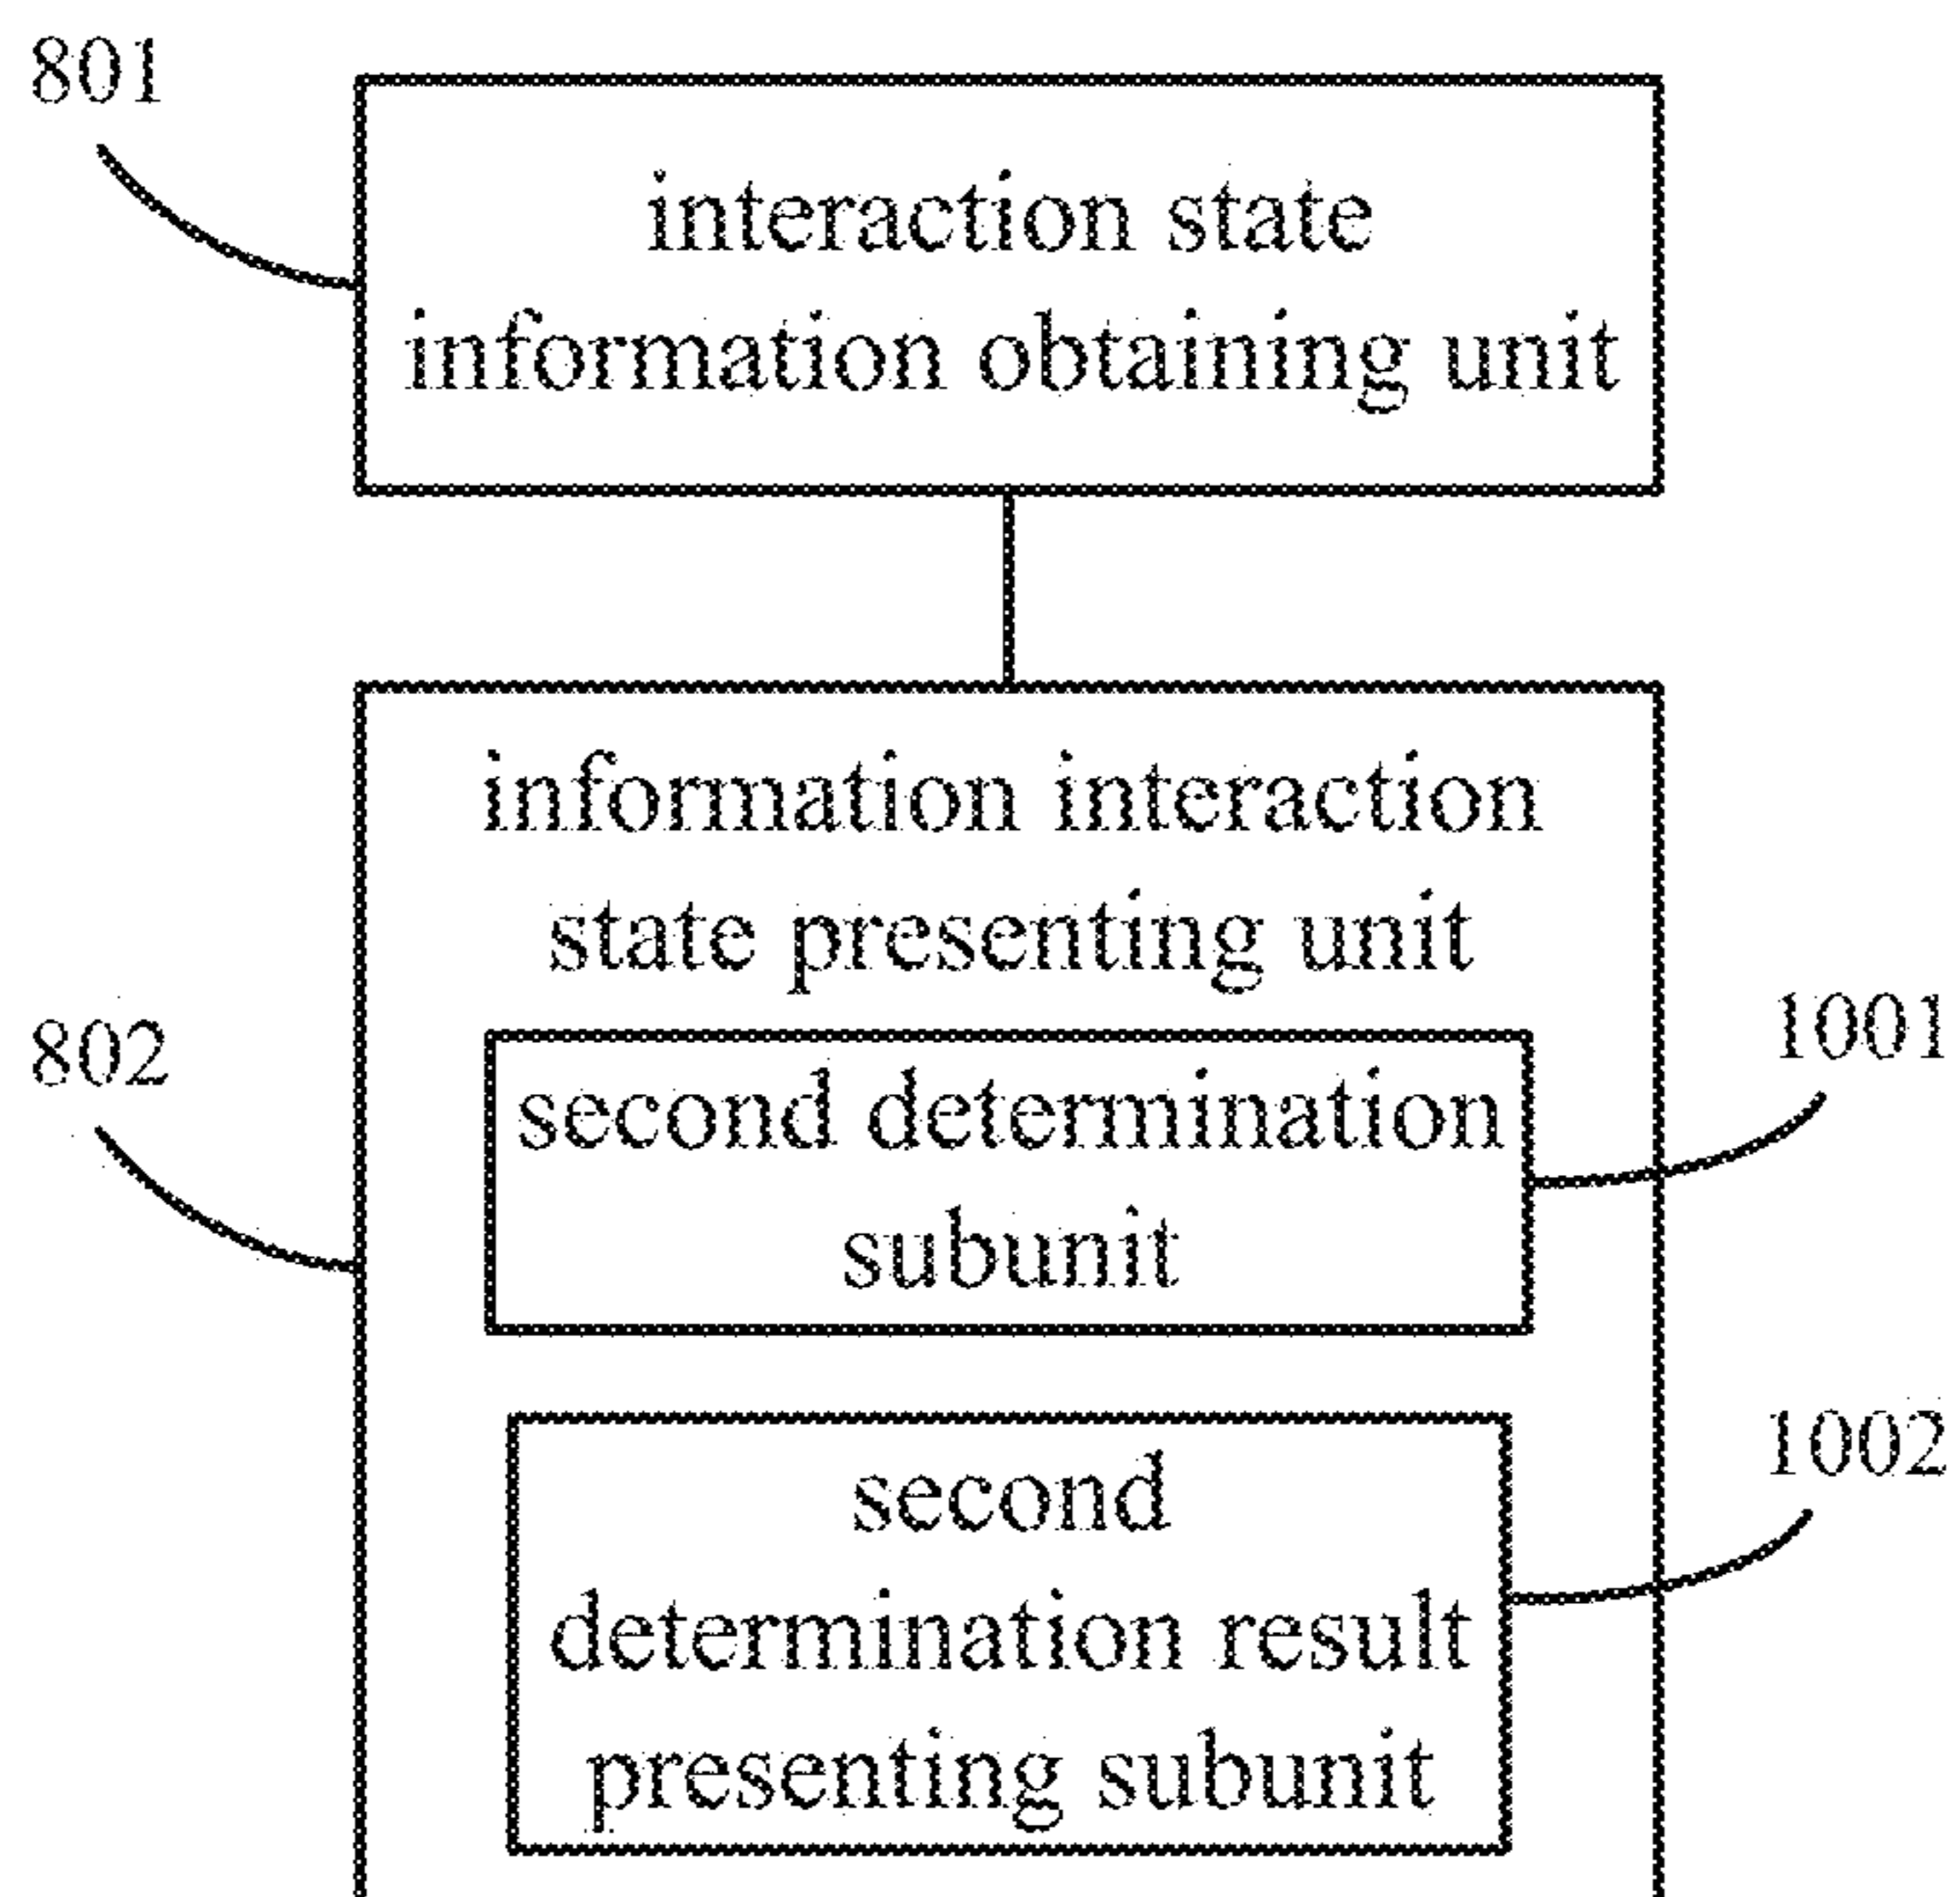 801
interaction state
information obtaining unit
information interaction
state presenting unit
802
1001
second determination
subunit
1002
second
determination result
presenting subunit